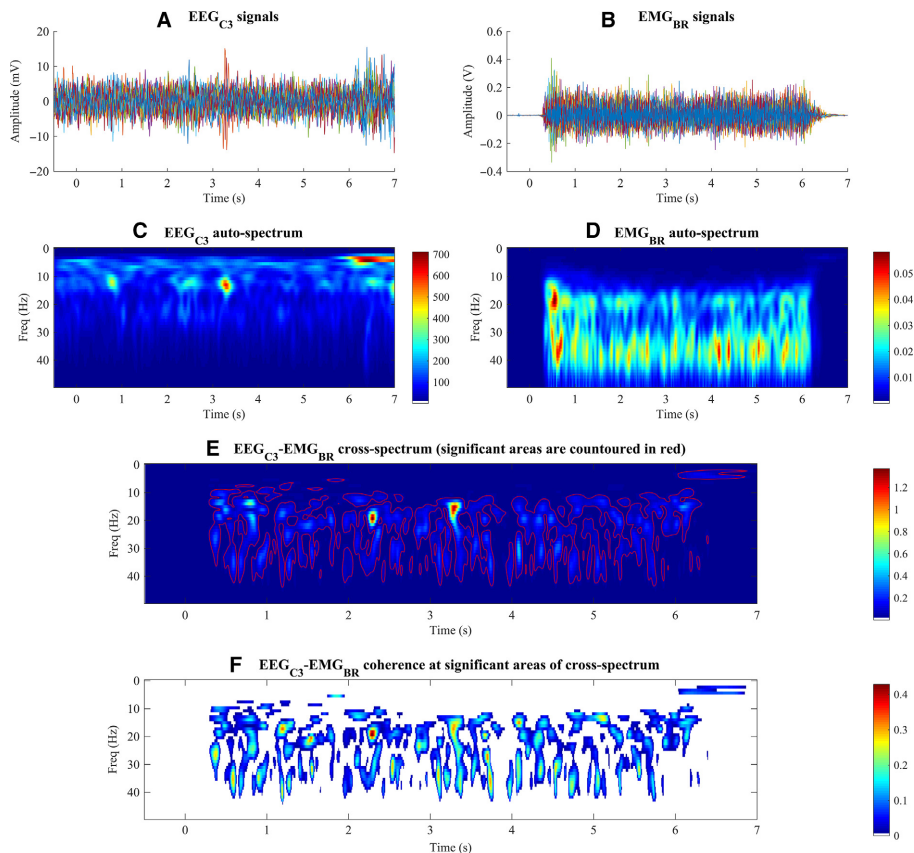 A EEG_C3 signals
Amplitude (mV)
20
10
0
−10
−20
0 1 2 3 4 5 6 7
Time (s)
B EMG_BR signals
Amplitude (V)
0.6
0.4
0.2
0
−0.2
−0.4
0 1 2 3 4 5 6 7
Time (s)
C EEG_C3 auto-spectrum
Freq (Hz)
0
10
20
30
40
0 1 2 3 4 5 6 7
Time (s)
700
600
500
400
300
200
100
D EMG_BR auto-spectrum
Freq (Hz)
0
10
20
30
40
0 1 2 3 4 5 6 7
Time (s)
0.05
0.04
0.03
0.02
0.01
E EEG_C3-EMG_BR cross-spectrum (significant areas are countoured in red)
Freq (Hz)
0
10
20
30
40
0 1 2 3 4 5 6 7
Time (s)
1.2
1
0.8
0.6
0.4
0.2
F EEG_C3-EMG_BR coherence at significant areas of cross-spectrum
Freq (Hz)
0
10
20
30
40
0 1 2 3 4 5 6 7
Time (s)
0.4
0.3
0.2
0.1
0